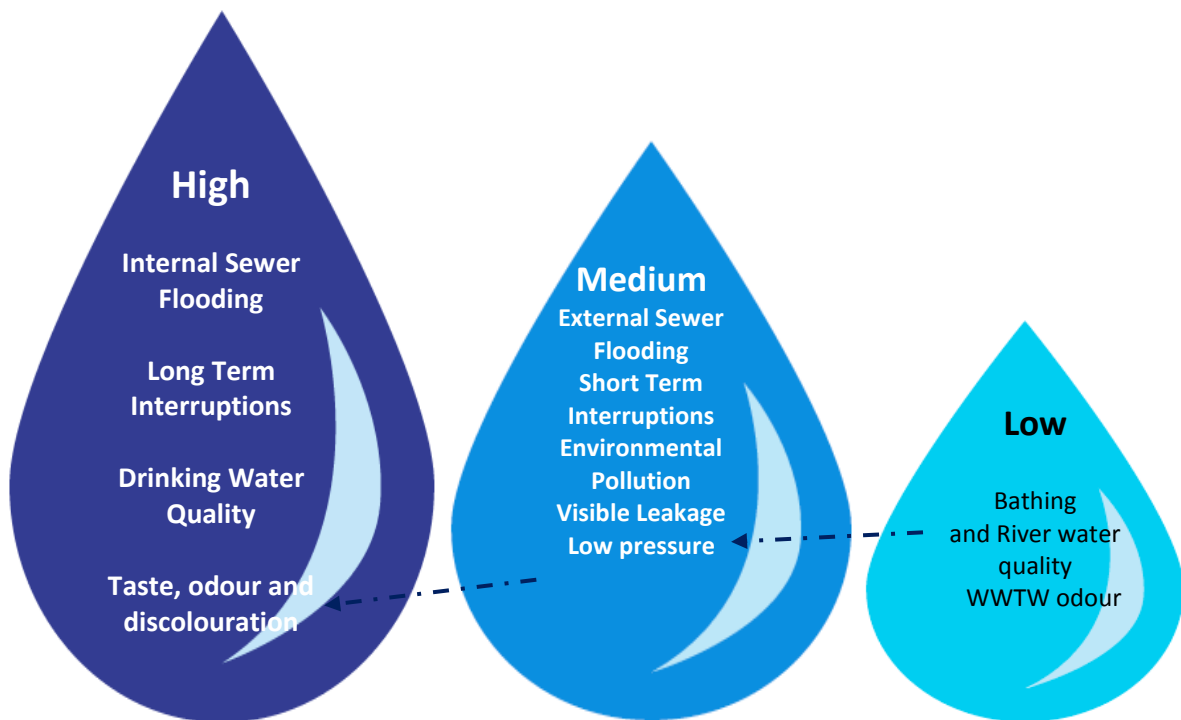 High
Internal Sewer
Flooding
Long Term
Interruptions
Drinking Water
Quality
Taste, odour and
discolouration
Medium
External Sewer
Flooding
Short Term
Interruptions
Environmental
Pollution
Visible Leakage
Low pressure
Low
Bathing
and River water
quality
WWTW odour